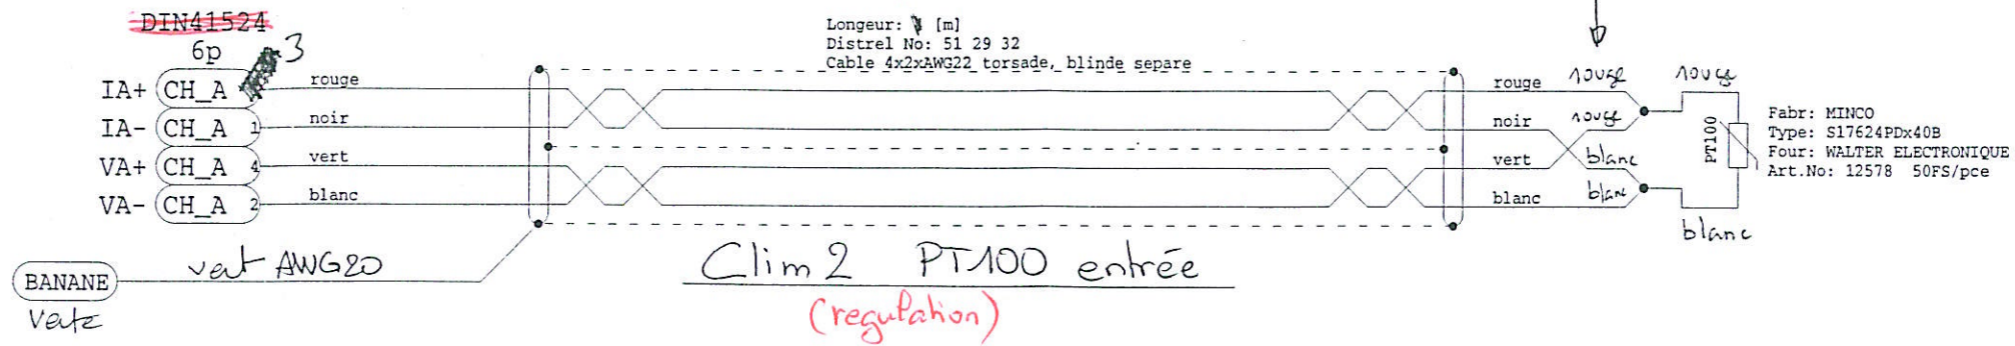 DIN41524
6p
3
Longeur: [m]
Distrel No: 51 29 32
Cable 4x2xAWG22 torsade, blinde separe
IA+ CH_A rouge rouge rouge rouge
IA- CH_A 1 noir noir rouge
VA+ CH_A 4 vert vert blanc
VA- CH_A 2 blanc blanc blanc blanc
PT100
Fabr: MINCO
Type: S17624PDx40B
Four: WALTER ELECTRONIQUE
Art.No: 12578 50FS/pce
BANANE vert AWG20
verte
Clim 2 PT100 entrée
(regulation)